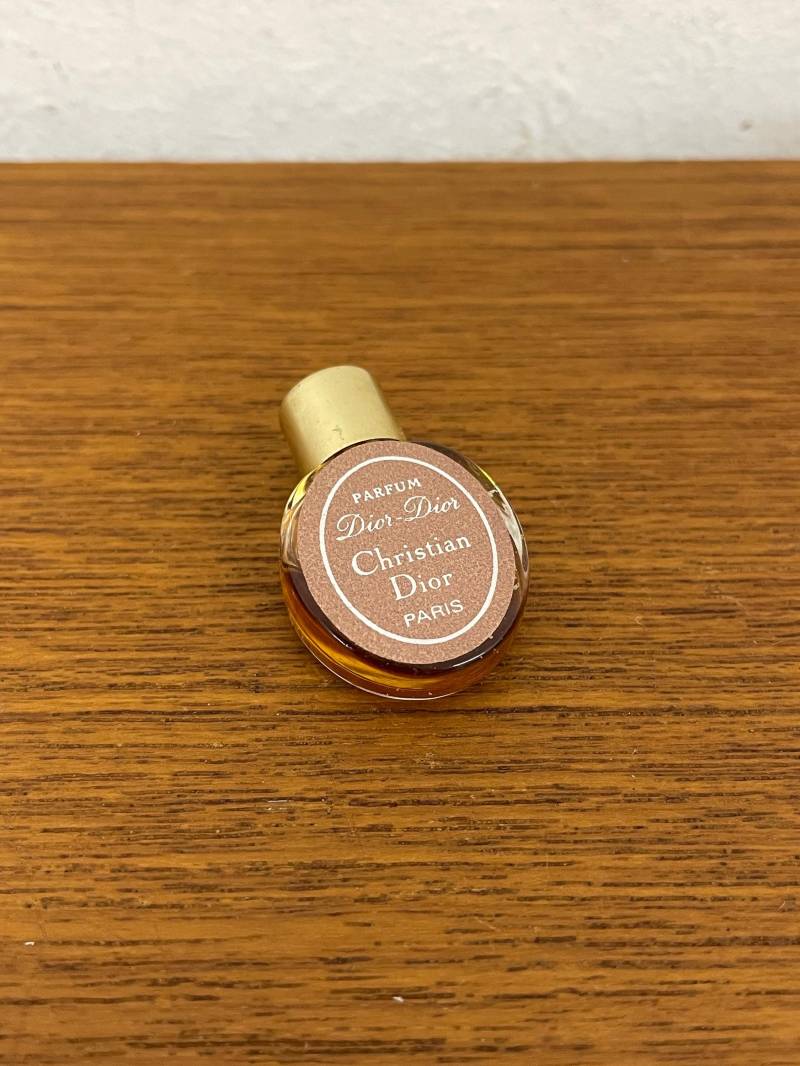 PARFUM
Dior-Dior
Christian
Dior
PARIS